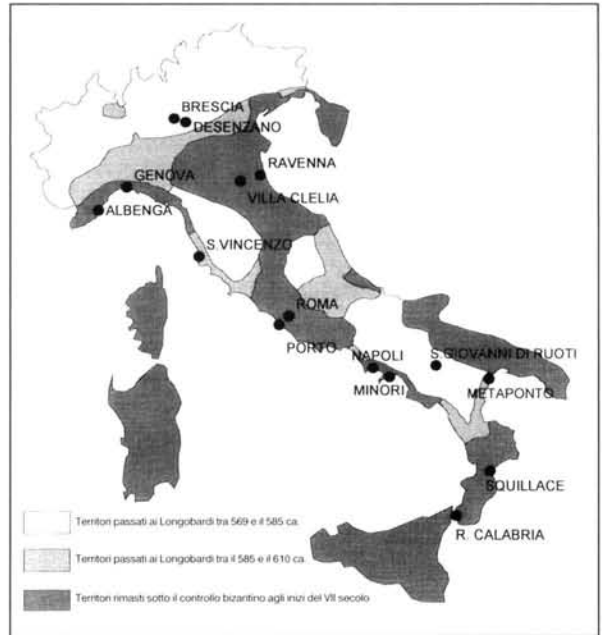 BRESCIA
DESENZANO
RAVENNA
GENOVA
VILLA CLELIA
ALBENGA
S.VINCENZO
ROMA
PORTO
NAPOLI
S.GIOVANNI DI RUOTI
MINORI
METAPONTO
SQUILLACE
R. CALABRIA
Territori passati ai Longobardi tra 569 e il 585 ca.
Territori passati ai Longobardi tra il 585 e il 610 ca.
Territori rimasti sotto il controllo bizantino agli inizi del VII secolo